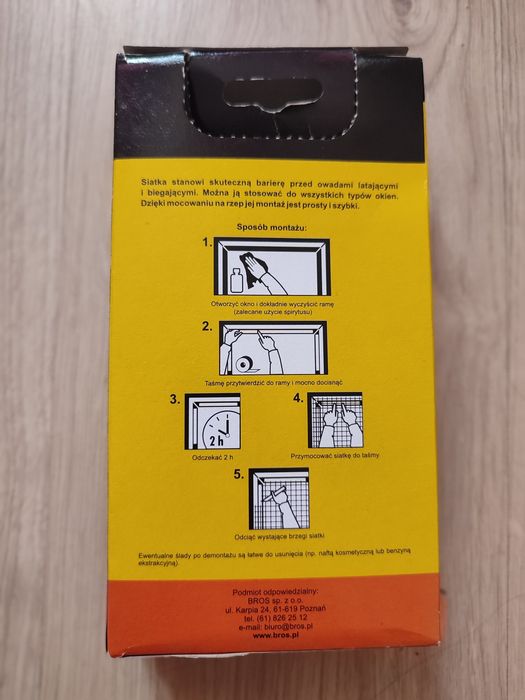 Siatka stanowi skuteczną barierę przed owadami latającymi
i biegającymi. Można ją stosować do wszystkich typów okien.
Dzięki mocowaniu na rzep jej montaż jest prosty i szybki.
Sposób montażu:
1.
Otworzyć okno i dokładnie wyczyścić ramę
(zalecane użycie spirytusu)
2.
Taśmę przytwierdzić do ramy i mocno docisnąć
3.
2 h
Odczekać 2 h
4.
Przymocować siatkę do taśmy
5.
Odciąć wystające brzegi siatki
Ewentualne ślady po demontażu są łatwe do usunięcia (np. naftą kosmetyczną lub benzyną
ekstrakcyjną).
Podmiot odpowiedzialny:
BROS sp. z o.o.
ul. Karpia 24, 61-619 Poznań
tel. (61) 826 25 12
e-mail: biuro@bros.pl
www.bros.pl